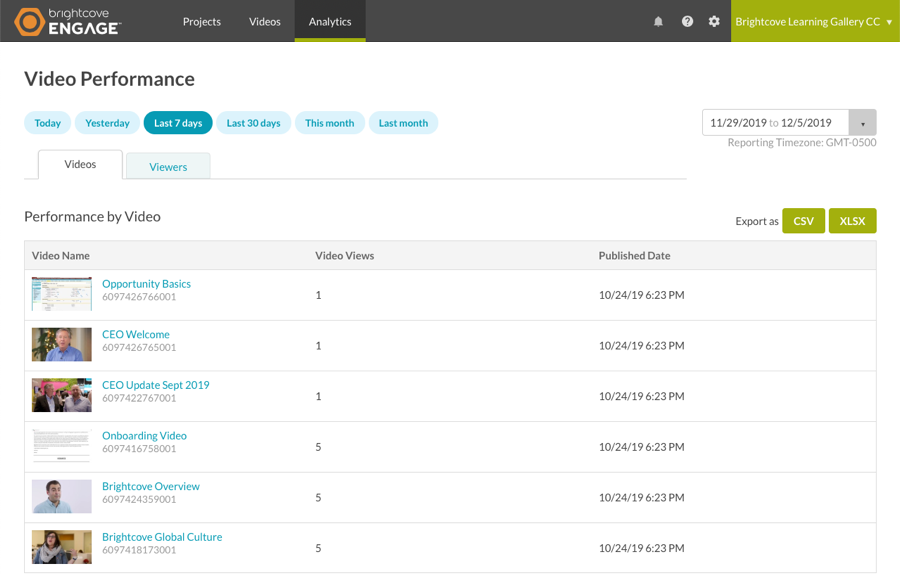 brightcove
ENGAGE™
Projects Videos Analytics
Brightcove Learning Gallery CC
Video Performance
Today Yesterday Last 7 days Last 30 days This month Last month
11/29/2019 to 12/5/2019
Reporting Timezone: GMT-0500
Videos Viewers
Performance by Video
Export as CSV XLSX
Video Name Video Views Published Date
Opportunity Basics
6097426766001
1 10/24/19 6:23 PM
CEO Welcome
6097426765001
1 10/24/19 6:23 PM
CEO Update Sept 2019
6097422767001
1 10/24/19 6:23 PM
Onboarding Video
6097416758001
5 10/24/19 6:23 PM
Brightcove Overview
6097424359001
5 10/24/19 6:23 PM
Brightcove Global Culture
6097418173001
5 10/24/19 6:23 PM